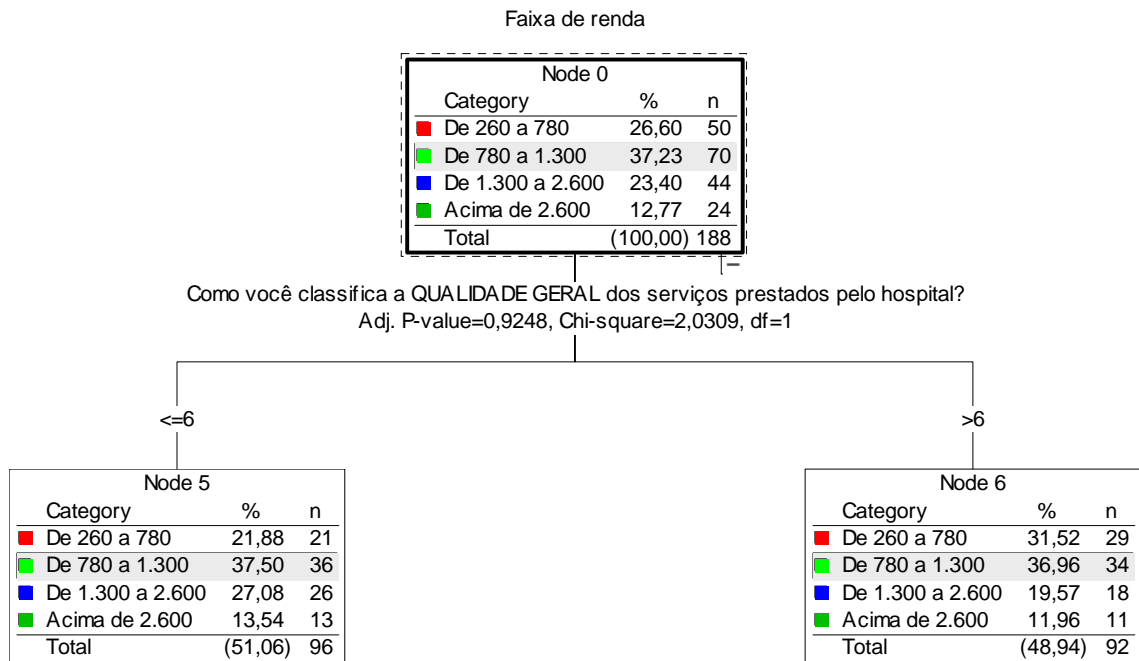 Faixa de renda
Node 0
Category % n
De 260 a 780 26,60 50
De 780 a 1.300 37,23 70
De 1.300 a 2.600 23,40 44
Acima de 2.600 12,77 24
Total (100,00) 188
Como você classifica a QUALIDADE GERAL dos serviços prestados pelo hospital?
Adj. P-value=0,9248, Chi-square=2,0309, df=1
<=6
>6
Node 5
Category % n
De 260 a 780 21,88 21
De 780 a 1.300 37,50 36
De 1.300 a 2.600 27,08 26
Acima de 2.600 13,54 13
Total (51,06) 96
Node 6
Category % n
De 260 a 780 31,52 29
De 780 a 1.300 36,96 34
De 1.300 a 2.600 19,57 18
Acima de 2.600 11,96 11
Total (48,94) 92